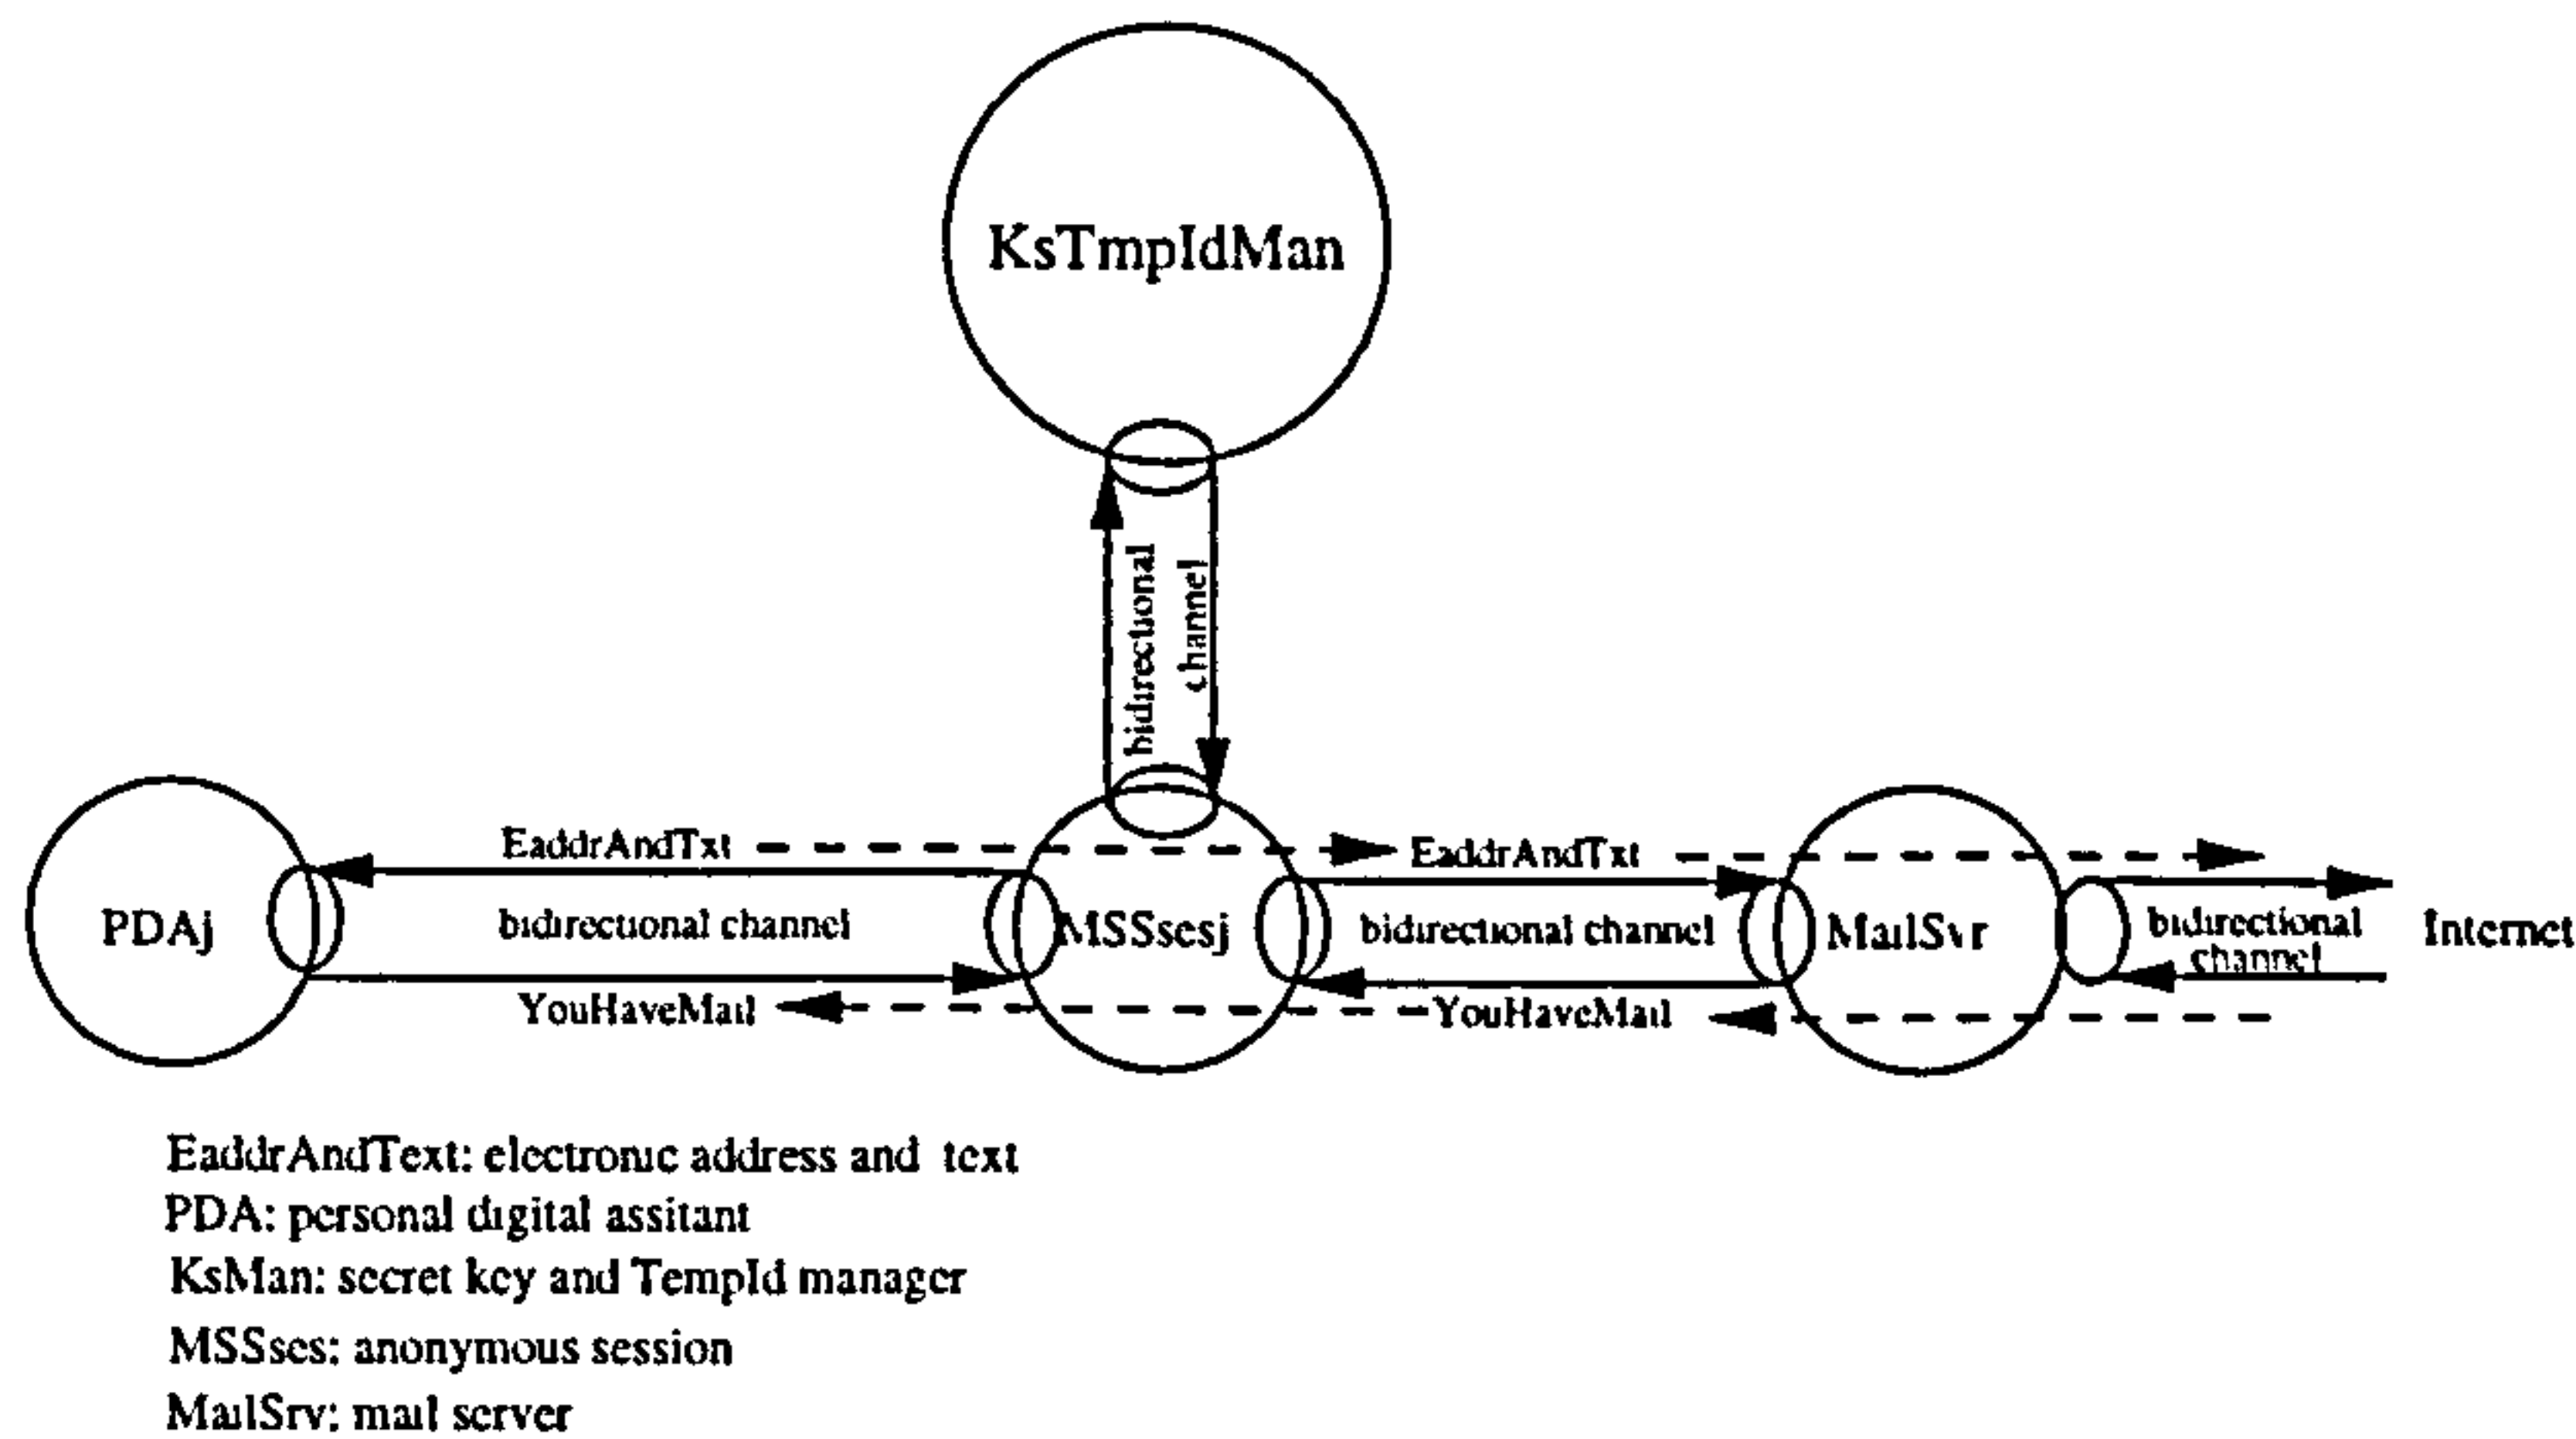 KsTmpIdMan
bidirectional
channel
EaddrAndTxt
EaddrAndTxt
PDAj
bidirectional channel
MSSsesj
bidirectional channel
MailSvr
bidirectional
channel
Internet
YouHaveMail
YouHaveMail
EaddrAndText: electronic address and text
PDA: personal digital assitant
KsMan: secret key and TempId manager
MSSses: anonymous session
MailSrv: mail server